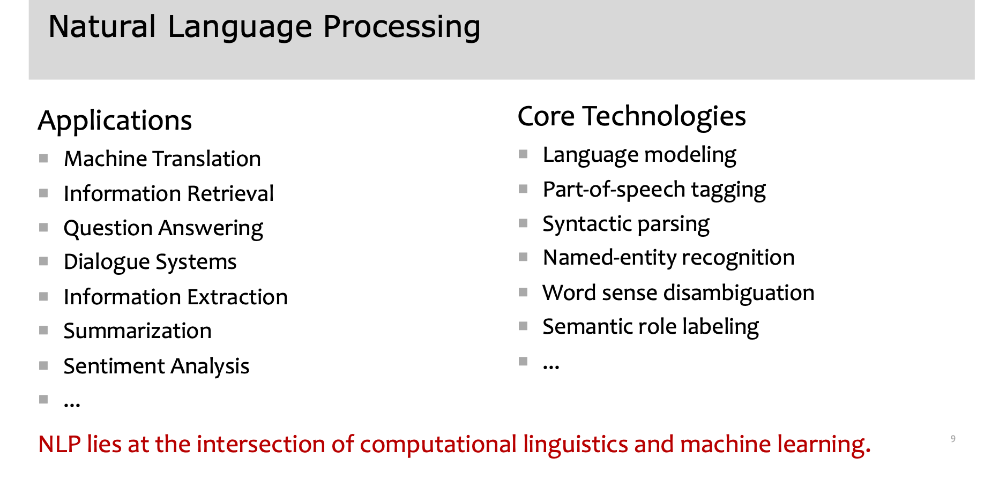 Natural Language Processing
Applications
Machine Translation
Information Retrieval
Question Answering
Dialogue Systems
Information Extraction
Summarization
Sentiment Analysis
...
Core Technologies
Language modeling
Part-of-speech tagging
Syntactic parsing
Named-entity recognition
Word sense disambiguation
Semantic role labeling
...
NLP lies at the intersection of computational linguistics and machine learning.
9